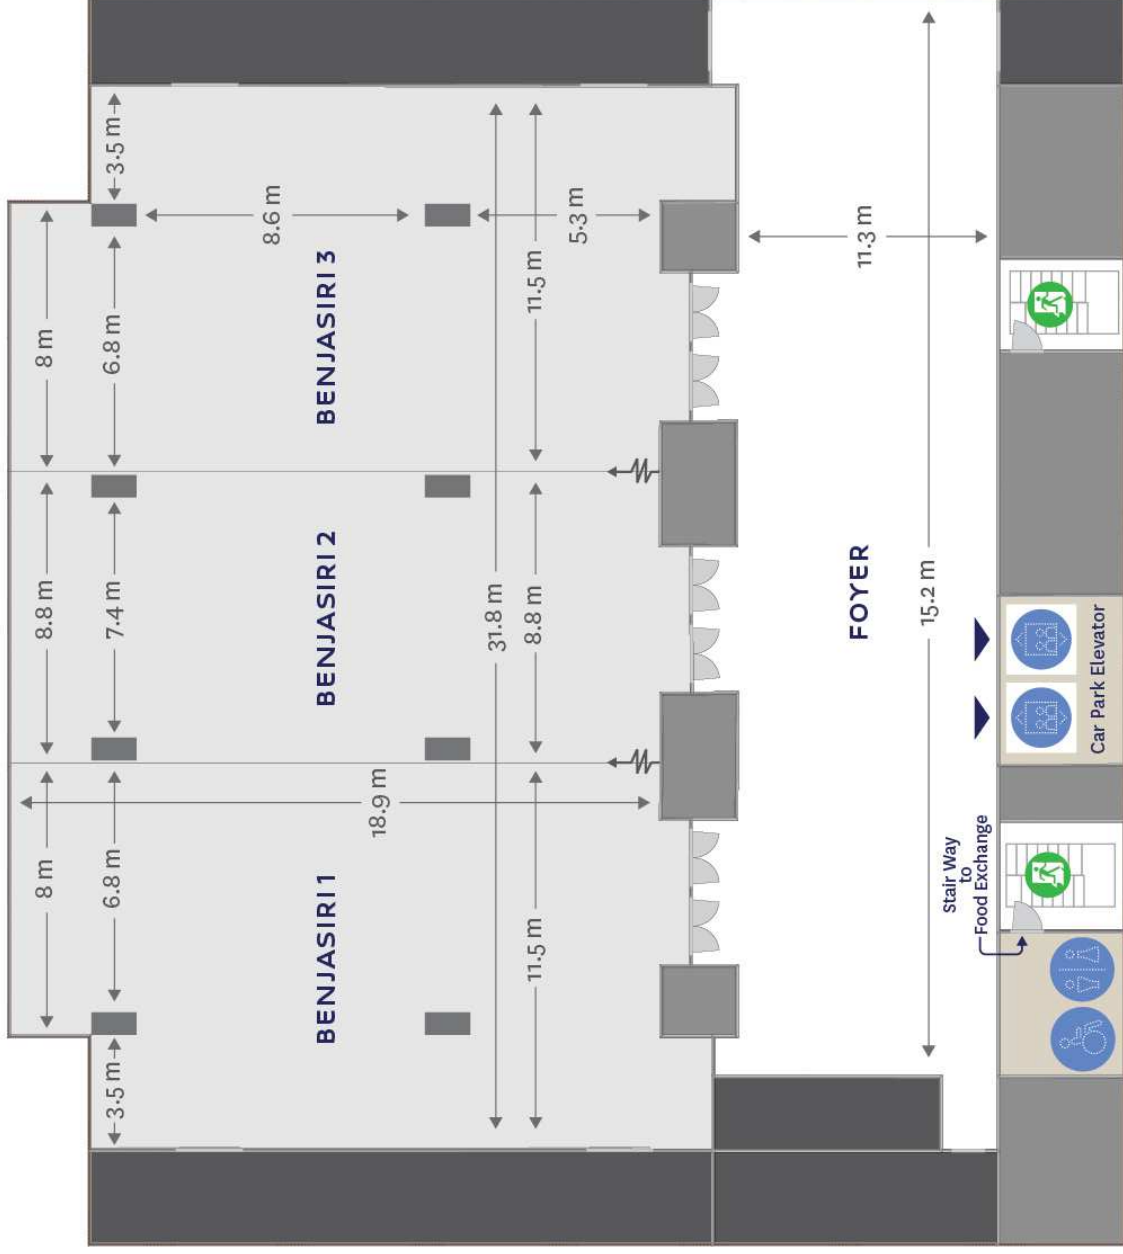 8 m
8.8 m
8 m
3.5 m
6.8 m
7.4 m
6.8 m
3.5 m
8.6 m
BENJASIRI 1
BENJASIRI 2
BENJASIRI 3
18.9 m
31.8 m
11.5 m
8.8 m
11.5 m
5.3 m
FOYER
11.3 m
15.2 m
Stair Way
to
Food Exchange
Car Park Elevator